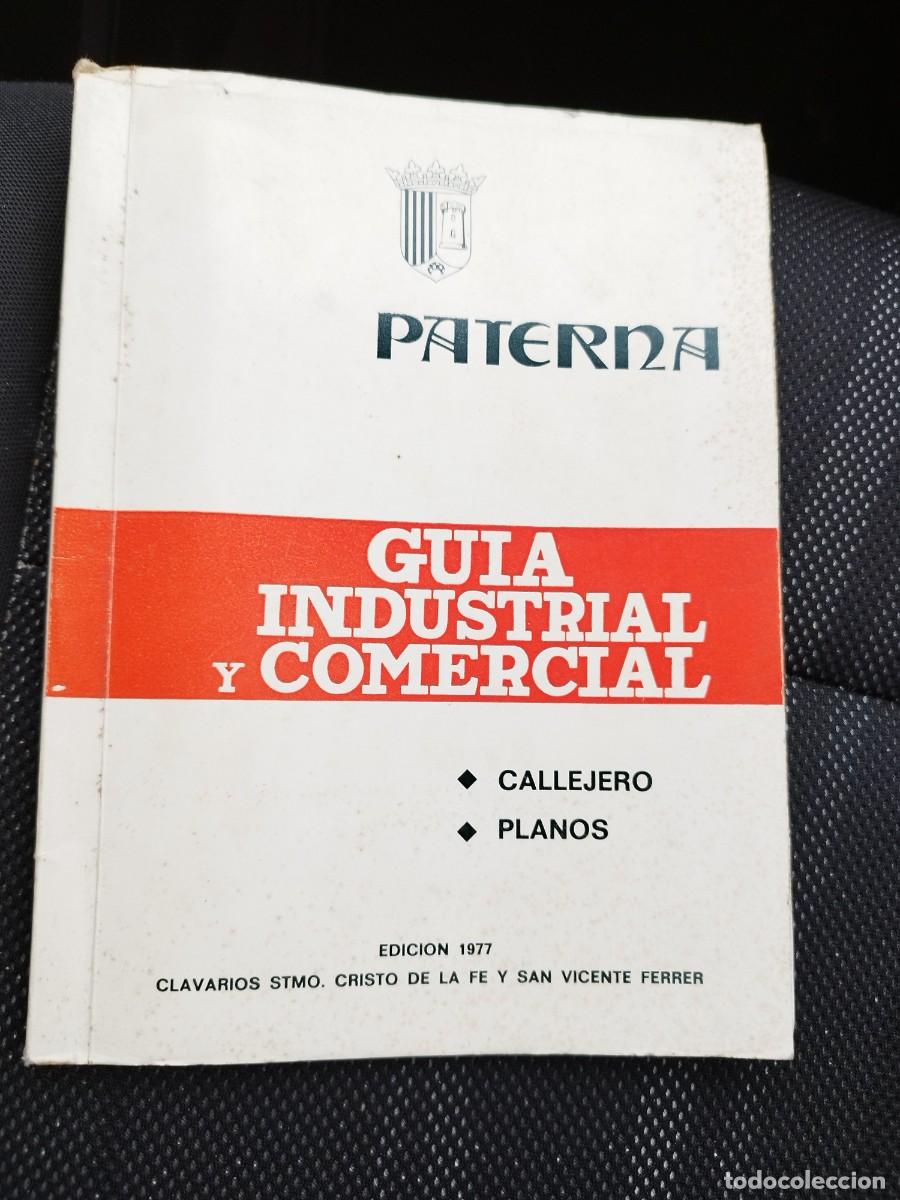 PATERNA
GUIA
INDUSTRIAL
Y COMERCIAL
◆ CALLEJERO
◆ PLANOS
EDICION 1977
CLAVARIOS STMO. CRISTO DE LA FE Y SAN VICENTE FERRER
todocoleccion